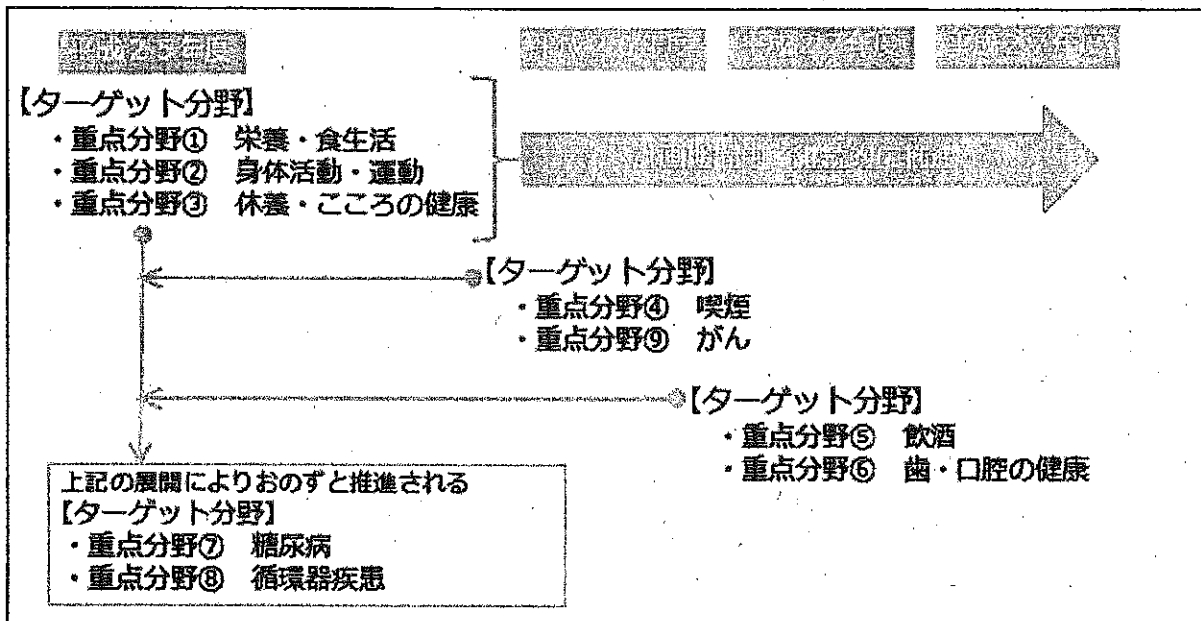 平成25年度
【ターゲット分野】
・重点分野① 栄養・食生活
・重点分野② 身体活動・運動
・重点分野③ 休養・こころの健康
【ターゲット分野】
・重点分野④ 喫煙
・重点分野⑨ がん
【ターゲット分野】
・重点分野⑤ 飲酒
・重点分野⑥ 歯・口腔の健康
上記の展開によりおのずと推進される
【ターゲット分野】
・重点分野⑦ 糖尿病
・重点分野⑧ 循環器疾患